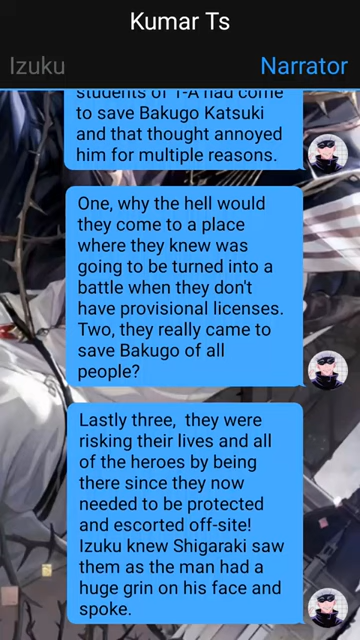 Kumar Ts
Izuku
Narrator
students of 1-A had come
to save Bakugo Katsuki
and that thought annoyed
him for multiple reasons.
One, why the hell would
they come to a place
where they knew was
going to be turned into a
battle when they don't
have provisional licenses.
Two, they really came to
save Bakugo of all
people?
Lastly three,  they were
risking their lives and all
of the heroes by being
there since they now
needed to be protected
and escorted off-site!
Izuku knew Shigaraki saw
them as the man had a
huge grin on his face and
spoke.